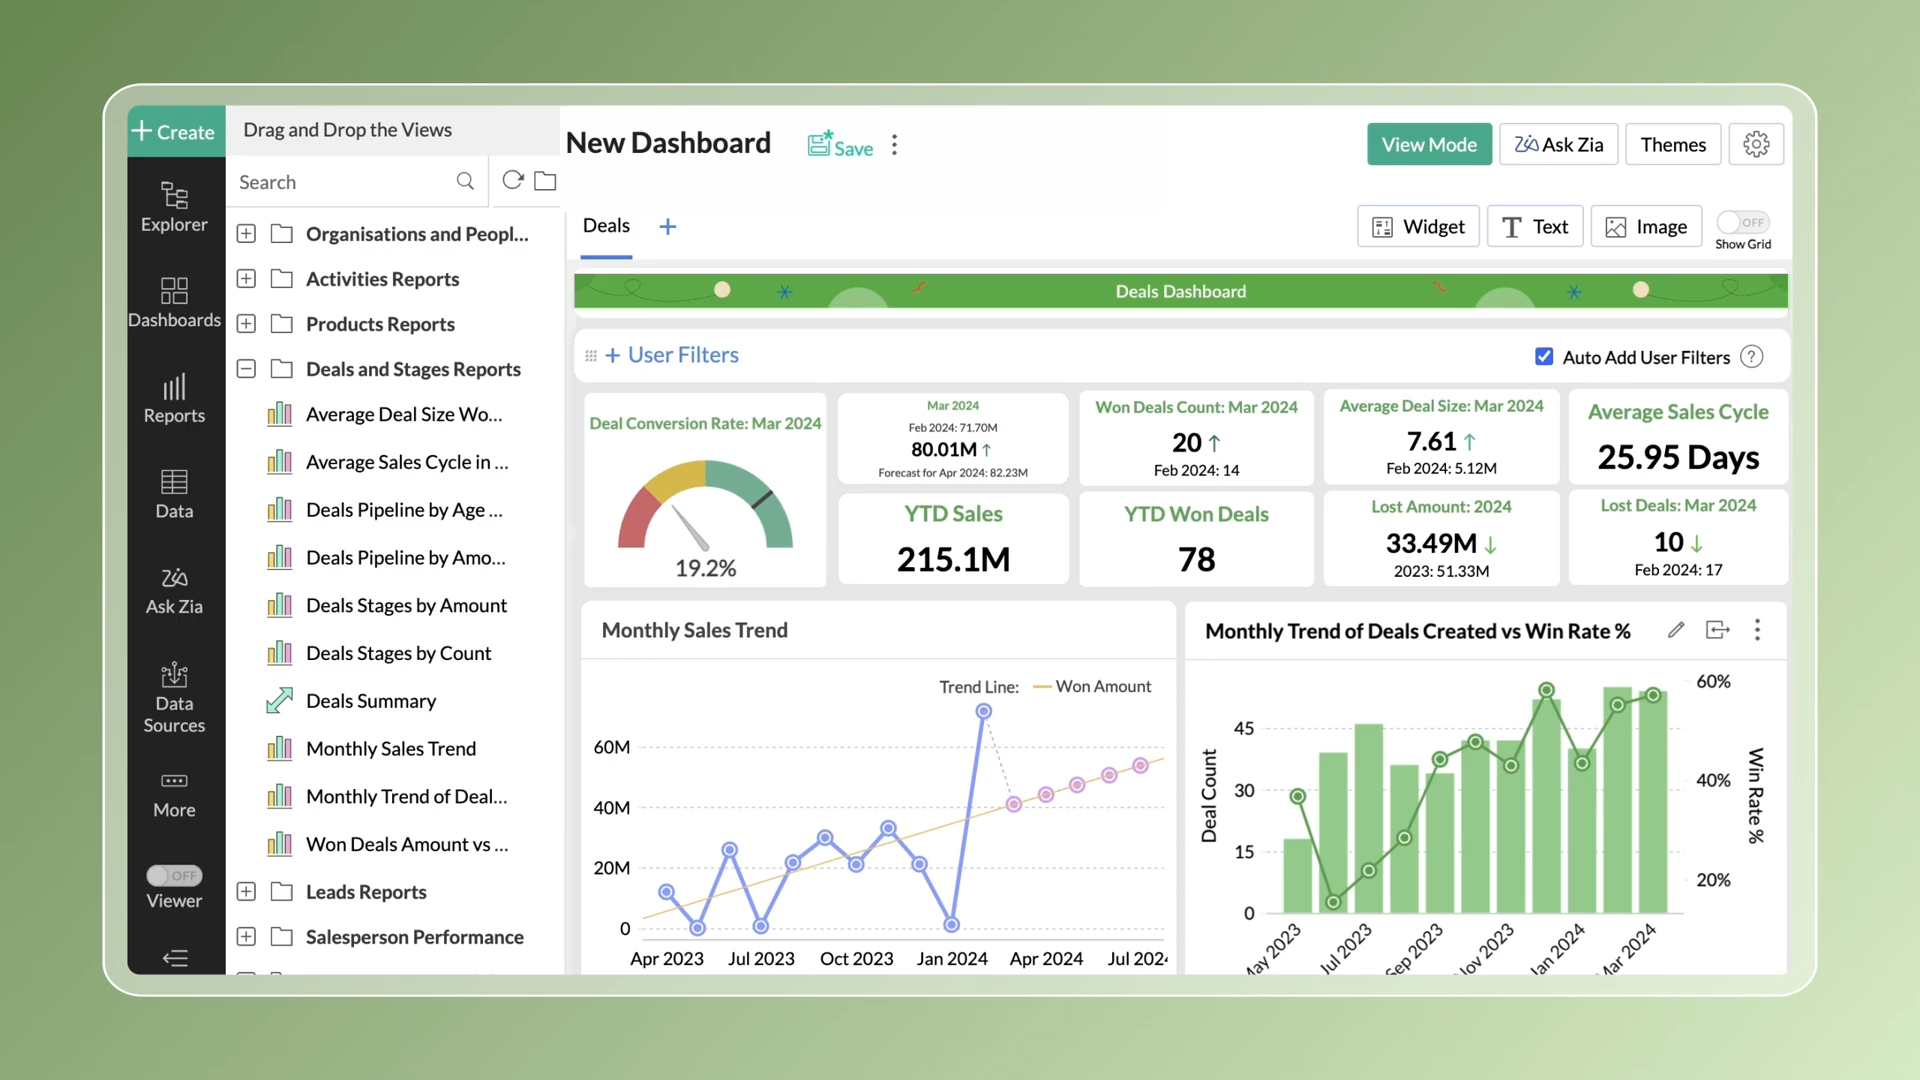 Create
Drag and Drop the Views
Search
Explorer
Dashboards
Reports
Data
Ask Zia
Data
Sources
More
OFF
Viewer
Organisations and Peopl...
Activities Reports
Products Reports
Deals and Stages Reports
Average Deal Size Wo...
Average Sales Cycle in ...
Deals Pipeline by Age ...
Deals Pipeline by Amo...
Deals Stages by Amount
Deals Stages by Count
Deals Summary
Monthly Sales Trend
Monthly Trend of Deal...
Won Deals Amount vs ...
Leads Reports
Salesperson Performance
New Dashboard
Save
View Mode
Ask Zia
Themes
Deals
+
Widget
Text
Image
OFF
Show Grid
Deals Dashboard
+ User Filters
Auto Add User Filters ?
Deal Conversion Rate: Mar 2024
19.2%
Mar 2024
Feb 2024: 71.70M
80.01M ↑
Forecast for Apr 2024: 82.23M
Won Deals Count: Mar 2024
20 ↑
Feb 2024: 14
Average Deal Size: Mar 2024
7.61 ↑
Feb 2024: 5.12M
Average Sales Cycle
25.95 Days
YTD Sales
215.1M
YTD Won Deals
78
Lost Amount: 2024
33.49M ↓
2023: 51.33M
Lost Deals: Mar 2024
10 ↓
Feb 2024: 17
Monthly Sales Trend
Trend Line: Won Amount
60M
40M
20M
0
Apr 2023 Jul 2023 Oct 2023 Jan 2024 Apr 2024 Jul 2024
Monthly Trend of Deals Created vs Win Rate %
60%
45
40%
30
15
20%
0
Deal Count
Win Rate %
May 2023 Jul 2023 Sep 2023 Nov 2023 Jan 2024 Mar 2024